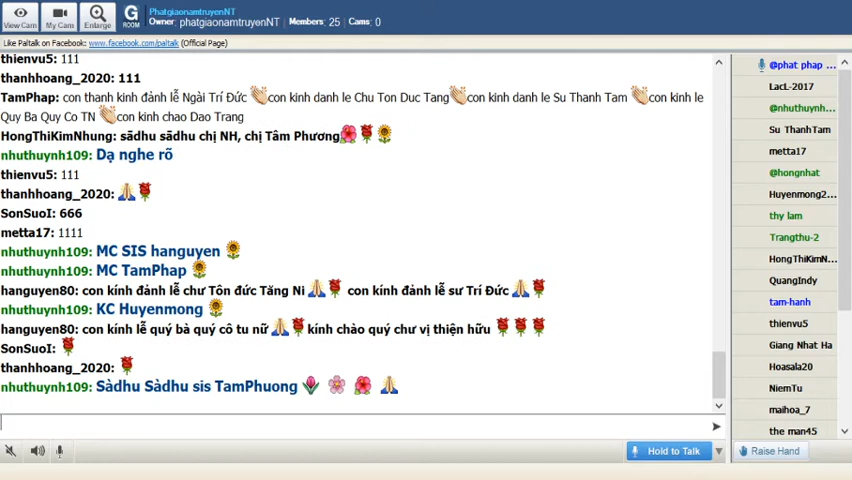 PhatgiaonamtruyenNT
Owner: phatgiaonamtruyenNT | Members: 25 | Cams: 0
View Cam
My Cam
Enlarge
G
ROOM
Like Paltalk on Facebook: www.facebook.com/paltalk (Official Page)
thienvu5: 111
thanhhoang_2020: 111
TamPhap: con thanh kinh đảnh lễ Ngài Trí Đức 👏con kinh danh le Chu Ton Duc Tang👏con kinh danh le Su Thanh Tam 👏con kinh le
Quy Ba Quy Co TN 👏con kinh chao Dao Trang
HongThiKimNhung: sādhu sādhu chị NH, chị Tâm Phương🌺🌹🌻
nhuthuynh109: Dạ nghe rõ
thienvu5: 111
thanhhoang_2020: 🙏🌹
SonSuoI: 666
metta17: 1111
nhuthuynh109: MC SIS hanguyen 🌻
nhuthuynh109: MC TamPhap 🌻
hanguyen80: con kính đảnh lễ chư Tôn đức Tăng Ni 🙏🌹 con kính đảnh lễ sư Trí Đức 🙏🌹
nhuthuynh109: KC Huyenmong 🌻
hanguyen80: con kính lễ quý bà quý cô tu nữ 🙏🌹kính chào quý chư vị thiện hữu 🌹🌹🌹
SonSuoI: 🌹
thanhhoang_2020: 🌹
nhuthuynh109: Sàdhu Sàdhu sis TamPhuong 🌷 🌸 🌺 🙏
Hold to Talk
@phat phap ...
LacL-2017
@nhuthuynh...
Su ThanhTam
metta17
@hongnhat
Huyenmong2...
thy lam
Trangthu-2
HongThiKimN...
QuangIndy
tam-hanh
thienvu5
Giang Nhat Ha
Hoasala20
NiemTu
maihoa_7
the man45
Raise Hand